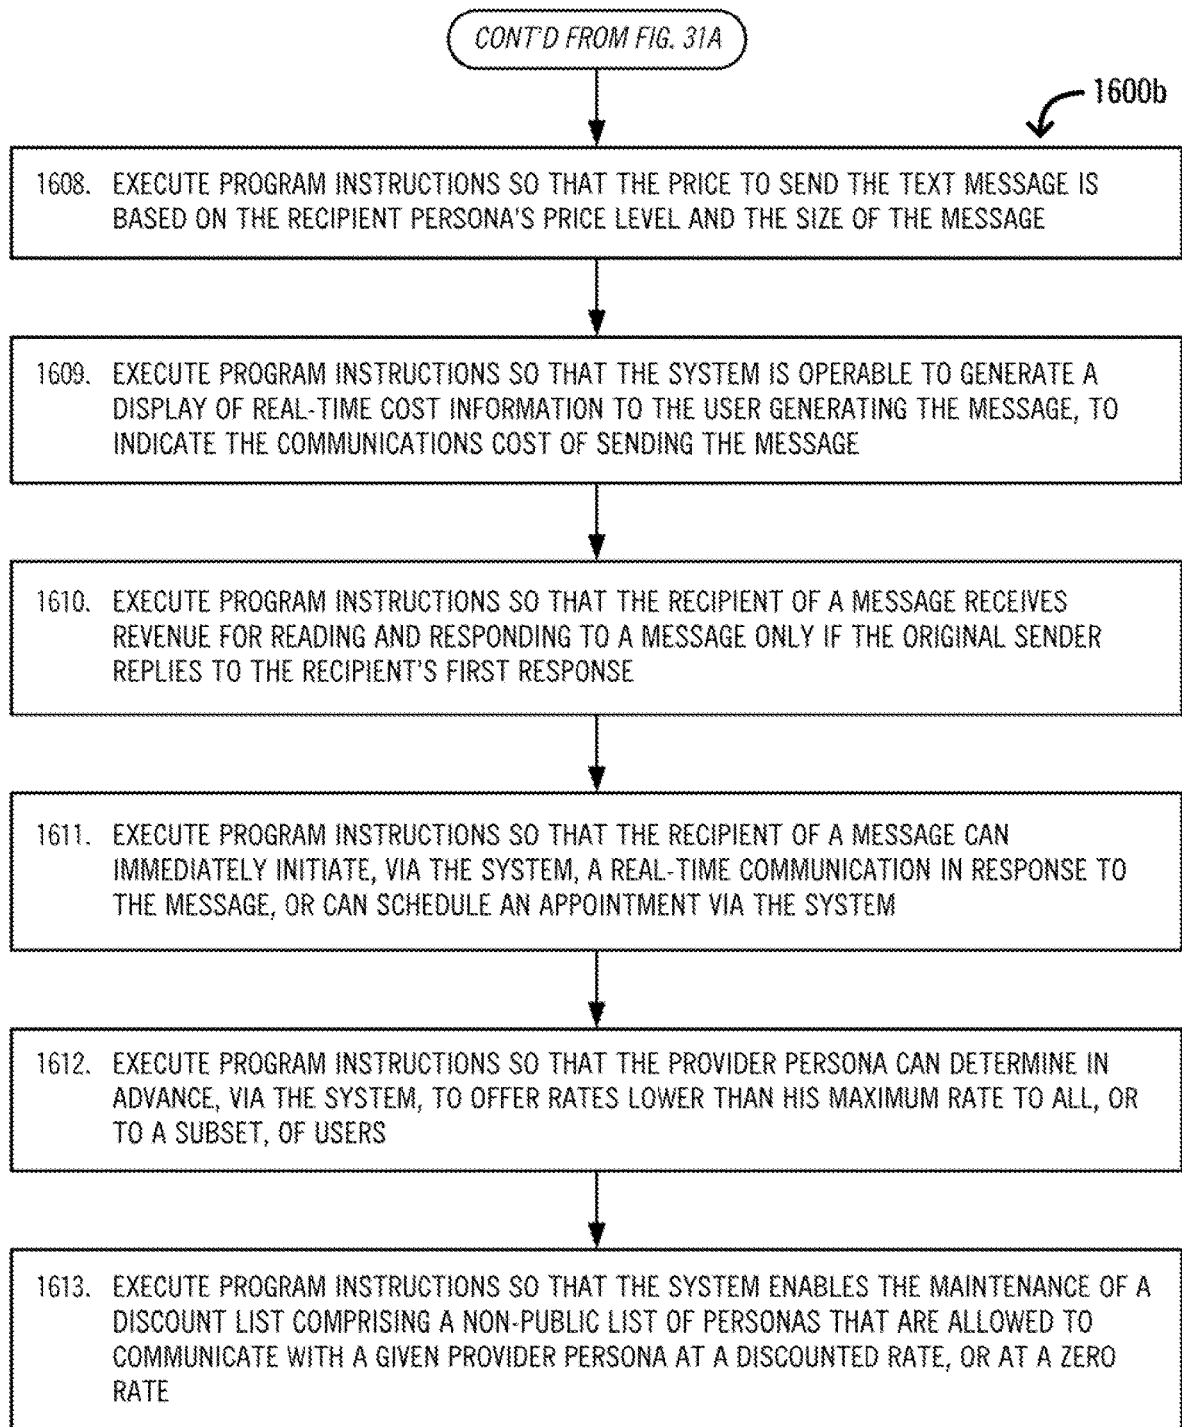 CONT'D FROM FIG. 31A
1600b
1608. EXECUTE PROGRAM INSTRUCTIONS SO THAT THE PRICE TO SEND THE TEXT MESSAGE IS
BASED ON THE RECIPIENT PERSONA'S PRICE LEVEL AND THE SIZE OF THE MESSAGE
1609. EXECUTE PROGRAM INSTRUCTIONS SO THAT THE SYSTEM IS OPERABLE TO GENERATE A
DISPLAY OF REAL-TIME COST INFORMATION TO THE USER GENERATING THE MESSAGE, TO
INDICATE THE COMMUNICATIONS COST OF SENDING THE MESSAGE
1610. EXECUTE PROGRAM INSTRUCTIONS SO THAT THE RECIPIENT OF A MESSAGE RECEIVES
REVENUE FOR READING AND RESPONDING TO A MESSAGE ONLY IF THE ORIGINAL SENDER
REPLIES TO THE RECIPIENT'S FIRST RESPONSE
1611. EXECUTE PROGRAM INSTRUCTIONS SO THAT THE RECIPIENT OF A MESSAGE CAN
IMMEDIATELY INITIATE, VIA THE SYSTEM, A REAL-TIME COMMUNICATION IN RESPONSE TO
THE MESSAGE, OR CAN SCHEDULE AN APPOINTMENT VIA THE SYSTEM
1612. EXECUTE PROGRAM INSTRUCTIONS SO THAT THE PROVIDER PERSONA CAN DETERMINE IN
ADVANCE, VIA THE SYSTEM, TO OFFER RATES LOWER THAN HIS MAXIMUM RATE TO ALL, OR
TO A SUBSET, OF USERS
1613. EXECUTE PROGRAM INSTRUCTIONS SO THAT THE SYSTEM ENABLES THE MAINTENANCE OF A
DISCOUNT LIST COMPRISING A NON-PUBLIC LIST OF PERSONAS THAT ARE ALLOWED TO
COMMUNICATE WITH A GIVEN PROVIDER PERSONA AT A DISCOUNTED RATE, OR AT A ZERO
RATE